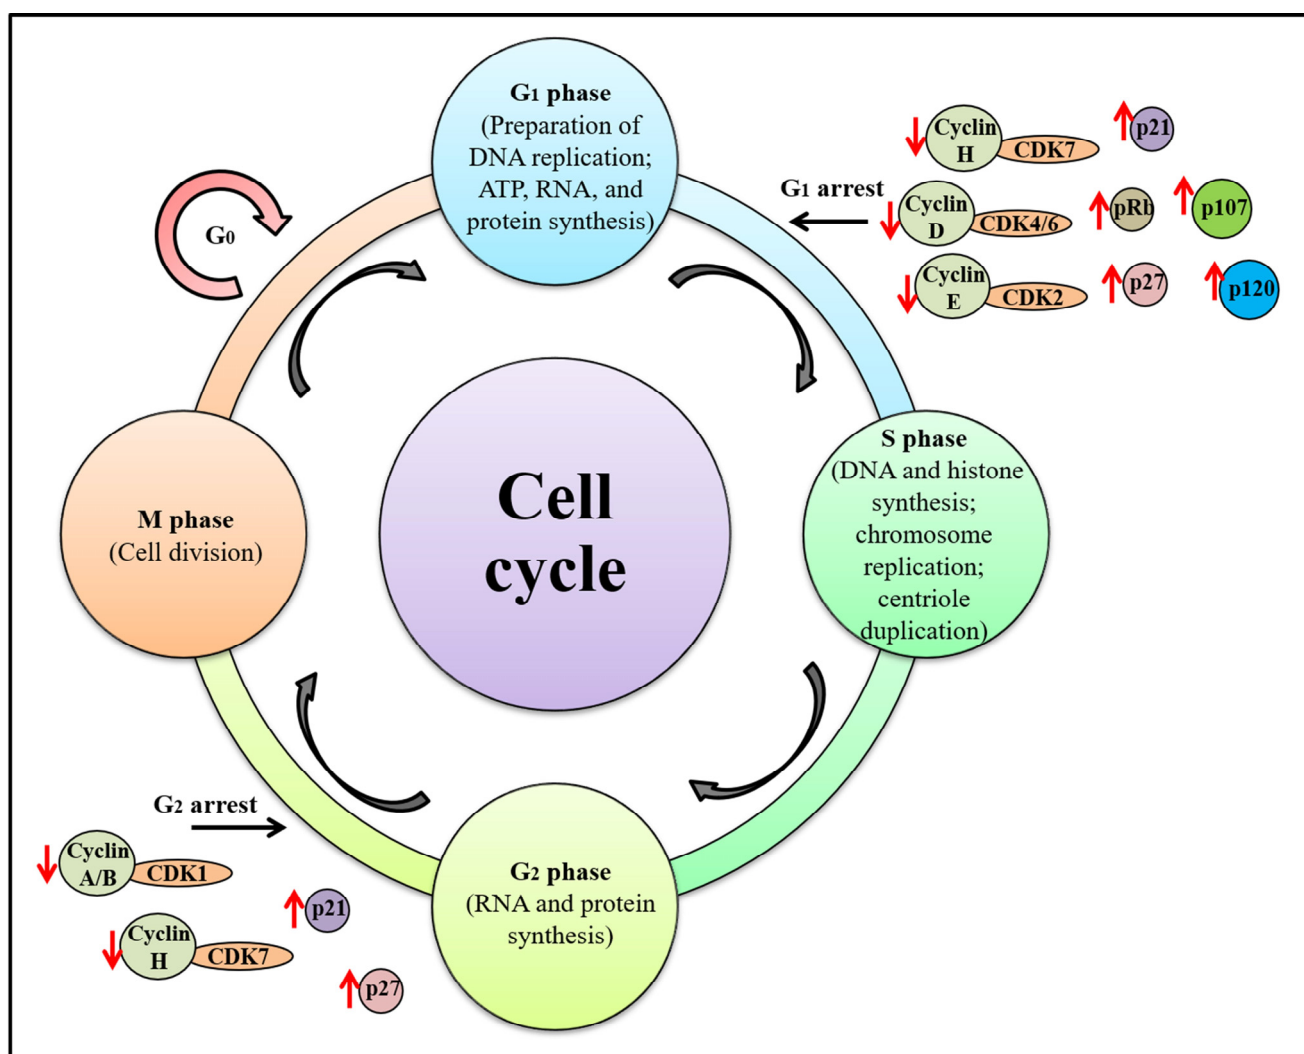 G1 phase
(Preparation of
DNA replication;
ATP, RNA, and
protein synthesis)
G0
G1 arrest
Cyclin
H
CDK7
p21
Cyclin
D
CDK4/6
pRb
p107
Cyclin
E
CDK2
p27
p120
S phase
(DNA and histone
synthesis;
chromosome
replication;
centriole
duplication)
Cell
cycle
M phase
(Cell division)
G2 arrest
Cyclin
A/B
CDK1
Cyclin
H
CDK7
p21
p27
G2 phase
(RNA and protein
synthesis)